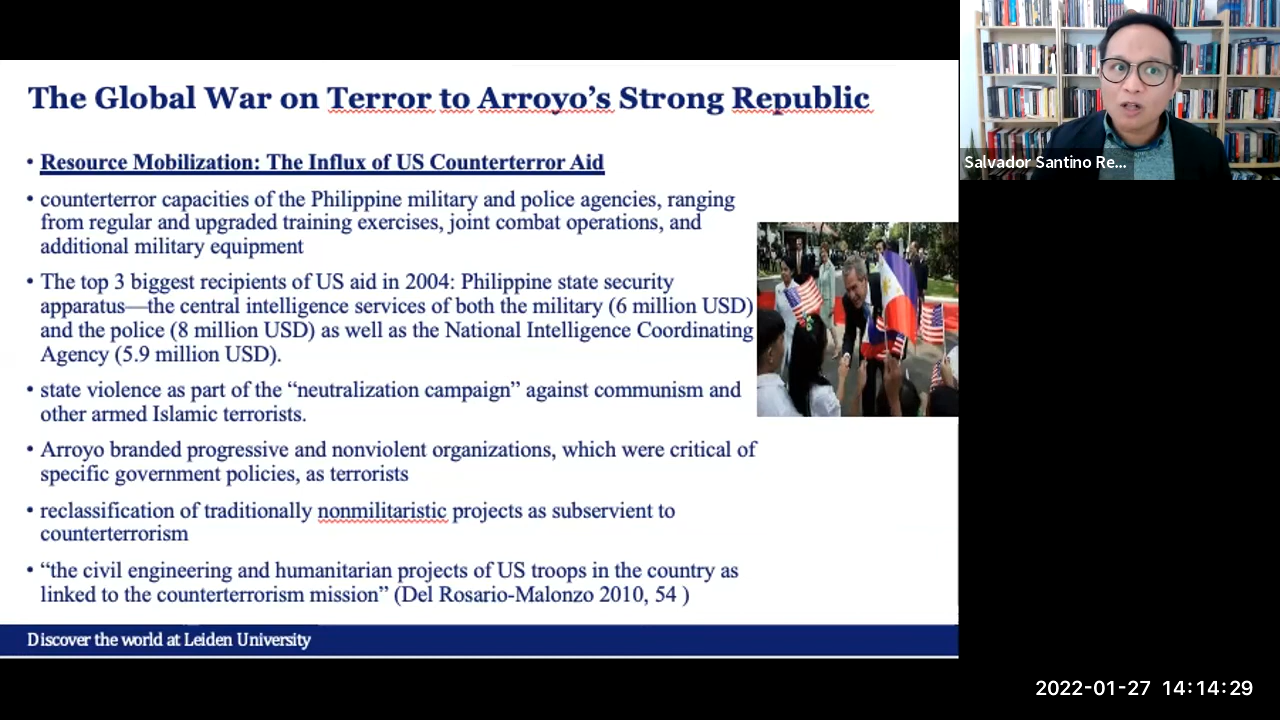 The Global War on Terror to Arroyo’s Strong Republic
• Resource Mobilization: The Influx of US Counterterror Aid
• counterterror capacities of the Philippine military and police agencies, ranging
from regular and upgraded training exercises, joint combat operations, and
additional military equipment
• The top 3 biggest recipients of US aid in 2004: Philippine state security
apparatus—the central intelligence services of both the military (6 million USD)
and the police (8 million USD) as well as the National Intelligence Coordinating
Agency (5.9 million USD).
• state violence as part of the “neutralization campaign” against communism and
other armed Islamic terrorists.
• Arroyo branded progressive and nonviolent organizations, which were critical of
specific government policies, as terrorists
• reclassification of traditionally nonmilitaristic projects as subservient to
counterterrorism
• “the civil engineering and humanitarian projects of US troops in the country as
linked to the counterterrorism mission” (Del Rosario-Malonzo 2010, 54 )
Discover the world at Leiden University
Salvador Santino Re...
2022-01-27 14:14:29